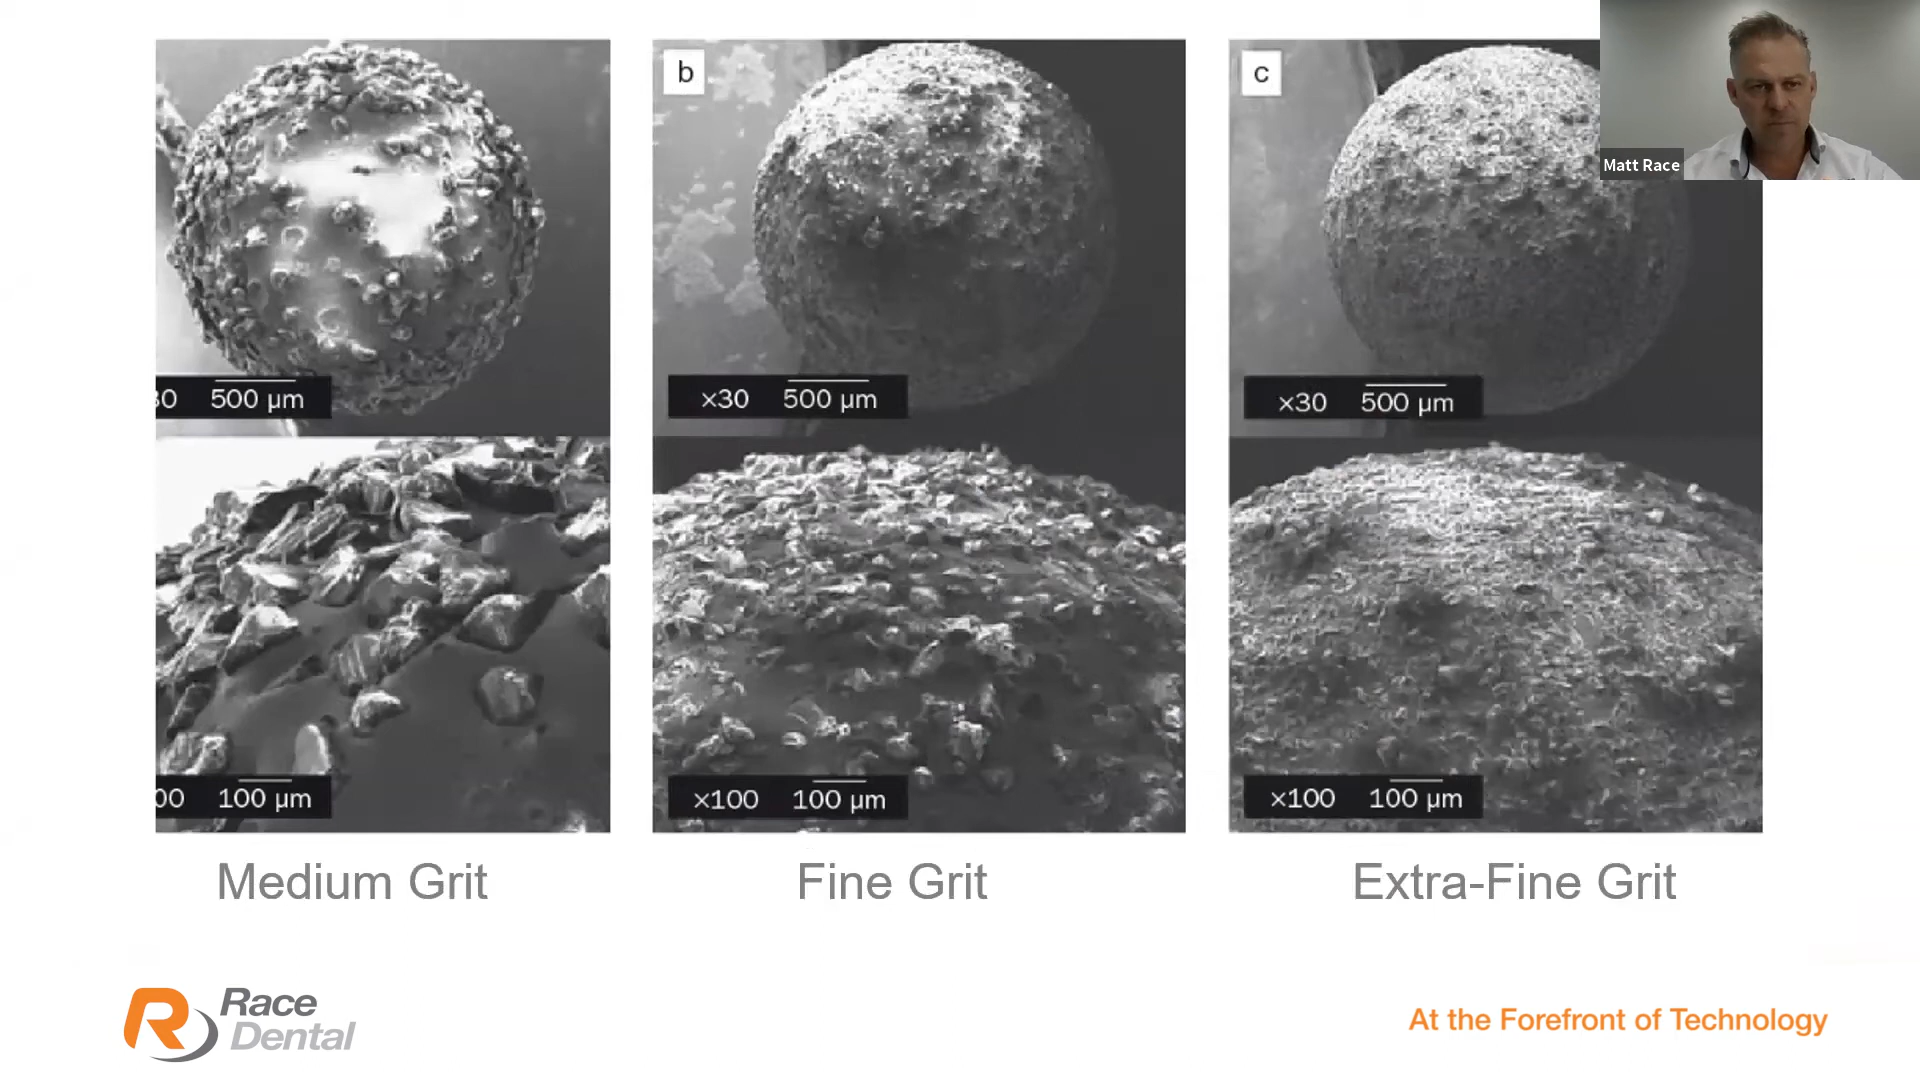 b
c
Matt Race
30 500 µm
×30 500 µm
×30 500 µm
00 100 µm
×100 100 µm
×100 100 µm
Medium Grit
Fine Grit
Extra-Fine Grit
R Race
Dental
At the Forefront of Technology